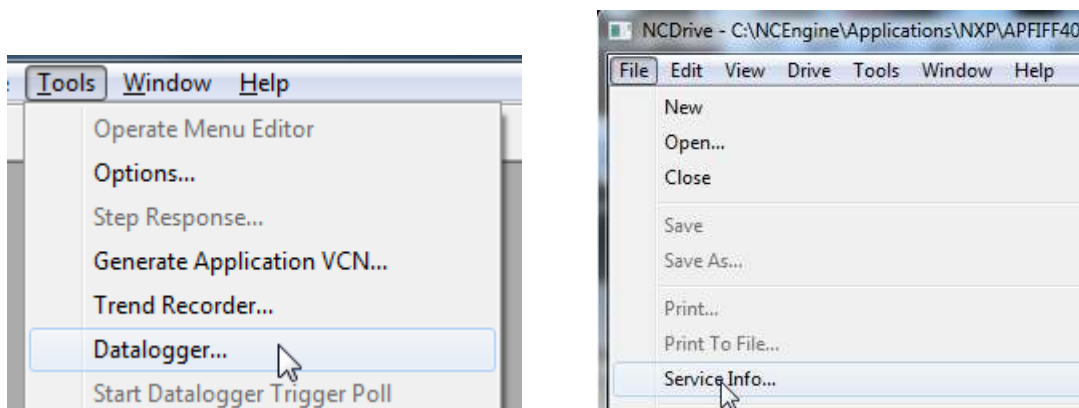 Tools Window Help
Operate Menu Editor
Options...
Step Response...
Generate Application VCN...
Trend Recorder...
Datalogger...
Start Datalogger Trigger Poll
NCDrive - C:\NCEngine\Applications\NXP\APFIFF40
File Edit View Drive Tools Window Help
New
Open...
Close
Save
Save As...
Print...
Print To File...
Service Info...